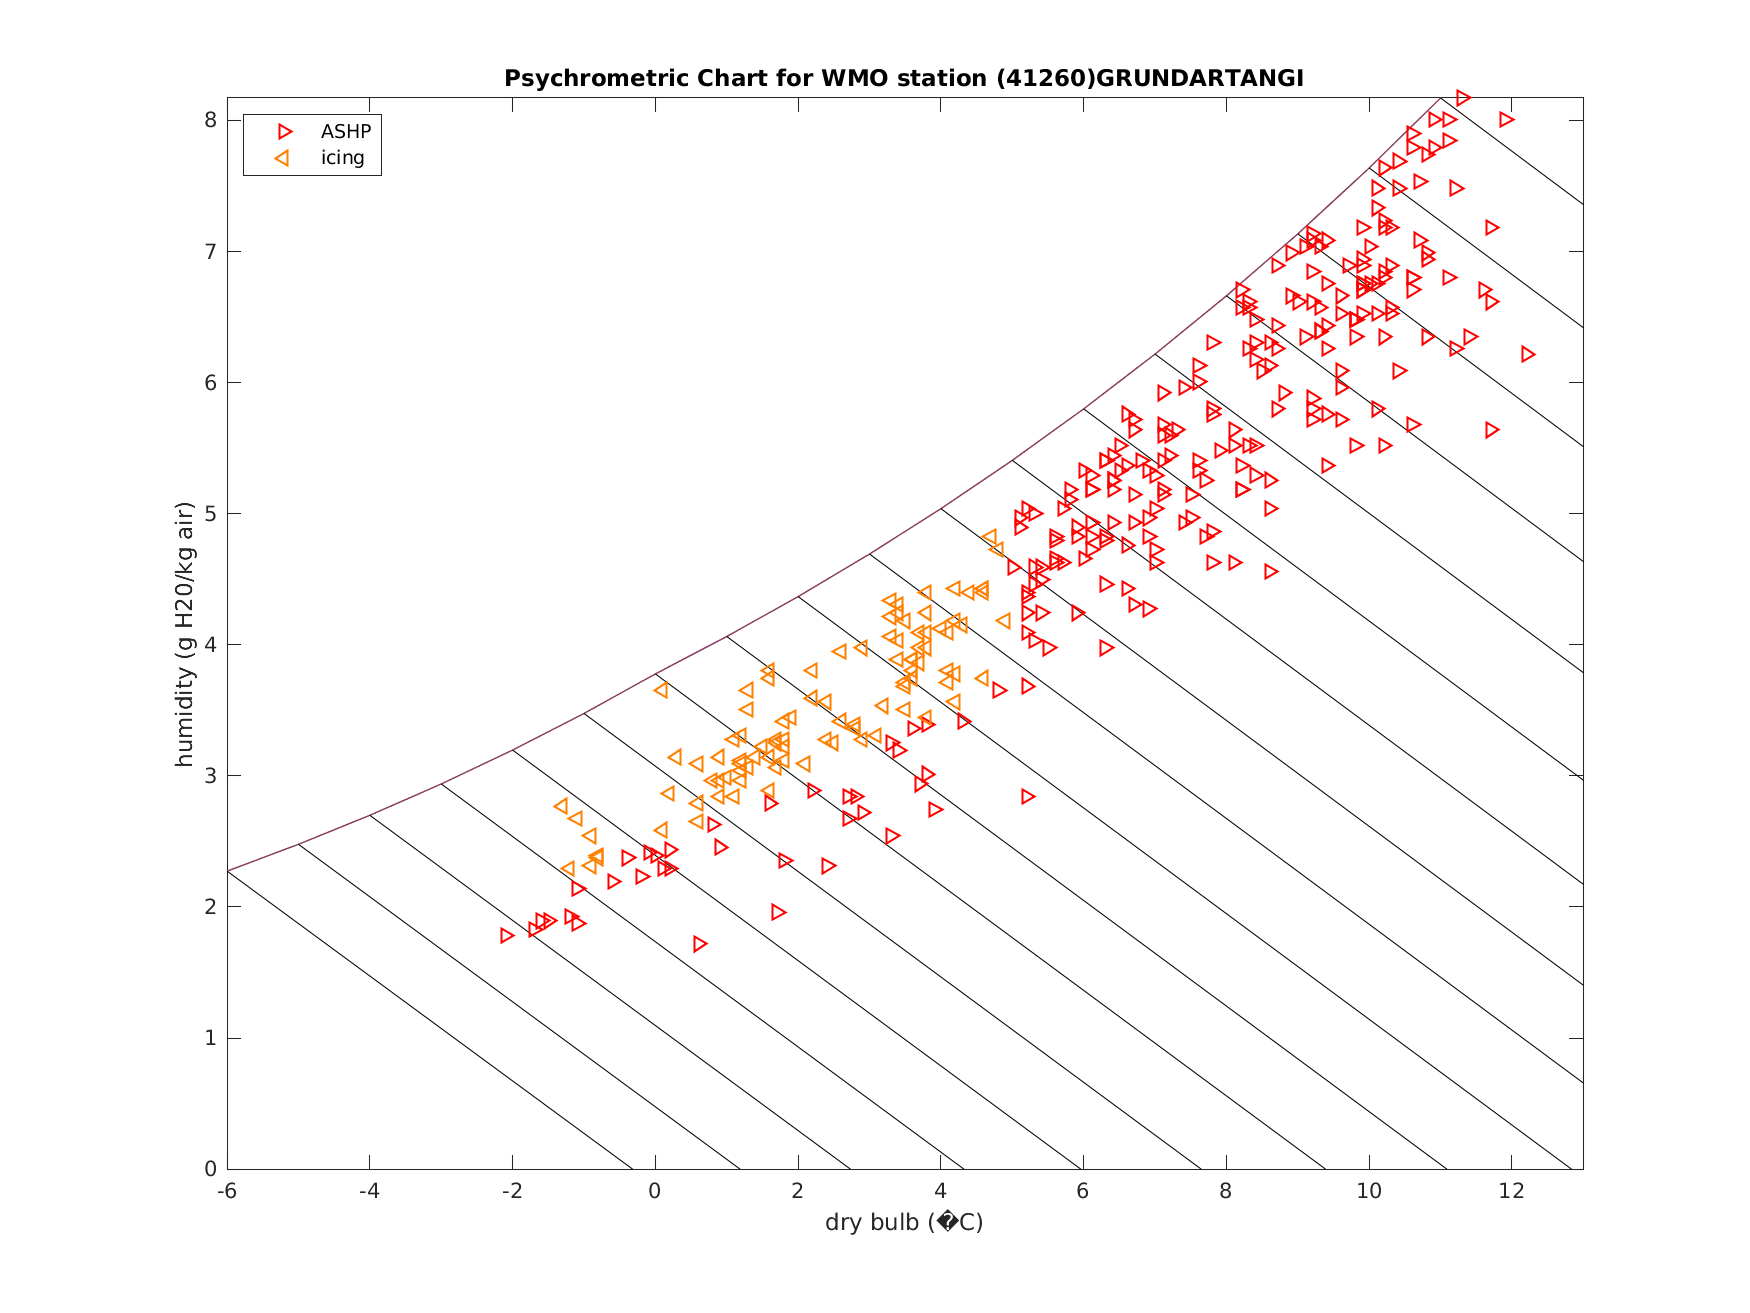 Psychrometric Chart for WMO station (41260)GRUNDARTANGI
ASHP
icing
humidity (g H20/kg air)
8
7
6
5
4
3
2
1
0
-6 -4 -2 0 2 4 6 8 10 12
dry bulb (�C)